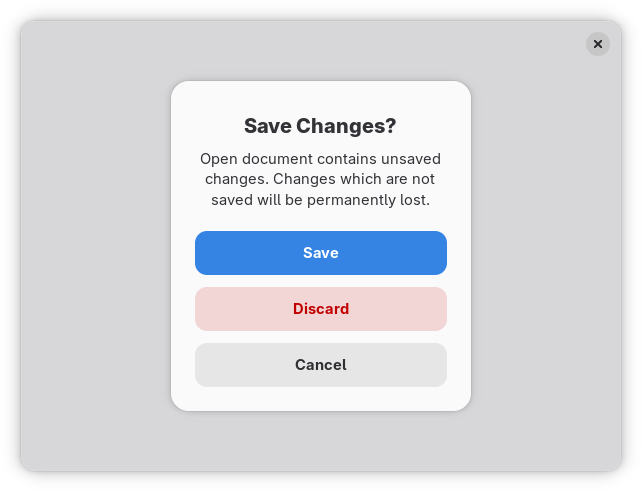 Save Changes?
Open document contains unsaved
changes. Changes which are not
saved will be permanently lost.
Save
Discard
Cancel